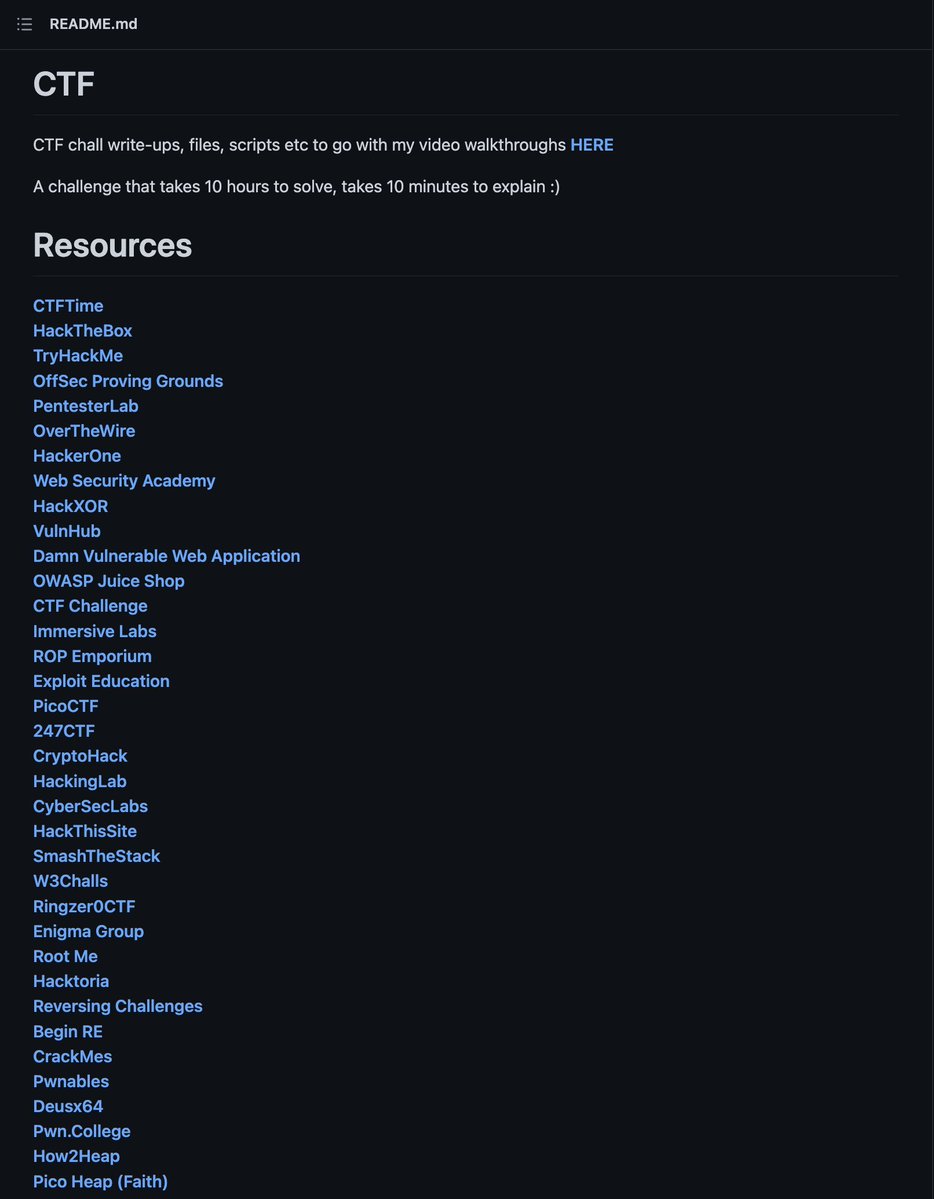 README.md
CTF
CTF chall write-ups, files, scripts etc to go with my video walkthroughs HERE
A challenge that takes 10 hours to solve, takes 10 minutes to explain :)
Resources
CTFTime
HackTheBox
TryHackMe
OffSec Proving Grounds
PentesterLab
OverTheWire
HackerOne
Web Security Academy
HackXOR
VulnHub
Damn Vulnerable Web Application
OWASP Juice Shop
CTF Challenge
Immersive Labs
ROP Emporium
Exploit Education
PicoCTF
247CTF
CryptoHack
HackingLab
CyberSecLabs
HackThisSite
SmashTheStack
W3Challs
Ringzer0CTF
Enigma Group
Root Me
Hacktoria
Reversing Challenges
Begin RE
CrackMes
Pwnables
Deusx64
Pwn.College
How2Heap
Pico Heap (Faith)